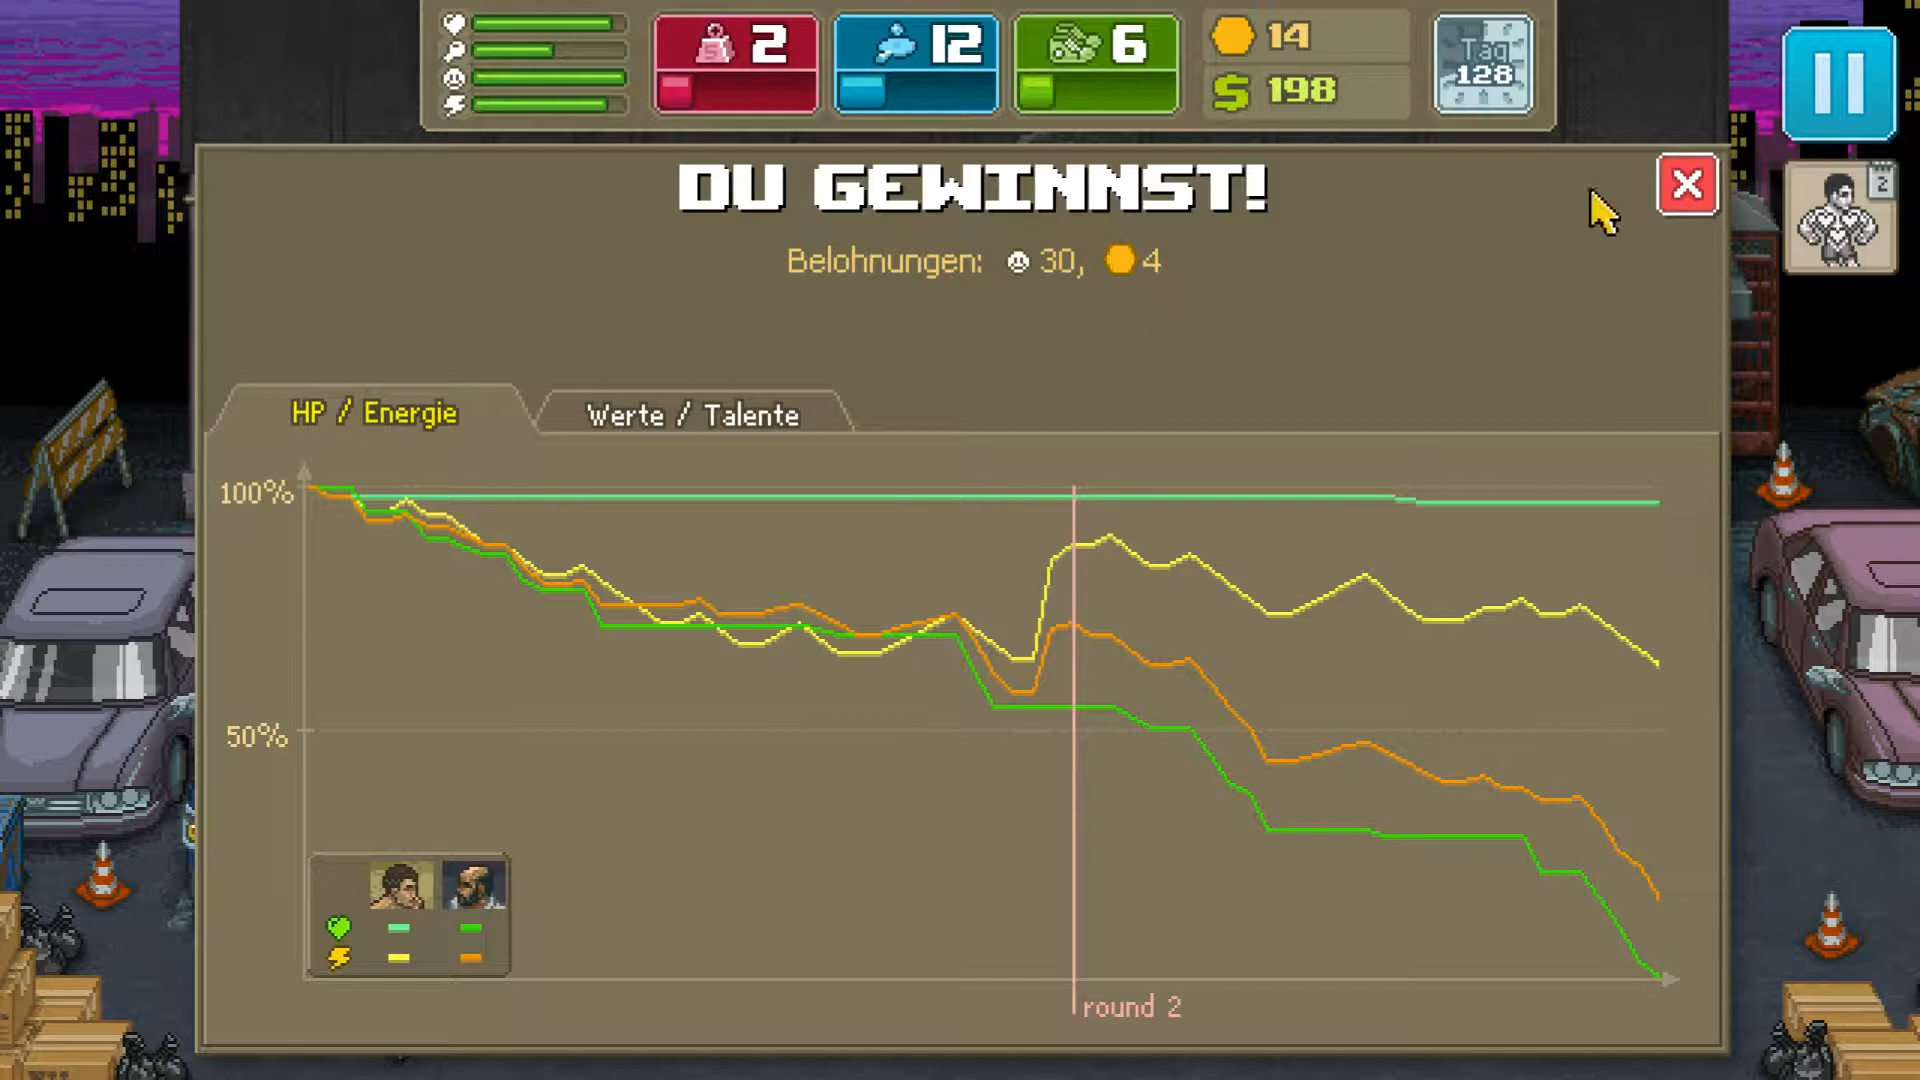 2
12
6
14
198
Tag
128
2
DU GEWINNST!
Belohnungen: 30, 4
HP / Energie
Werte / Talente
100%
50%
round 2